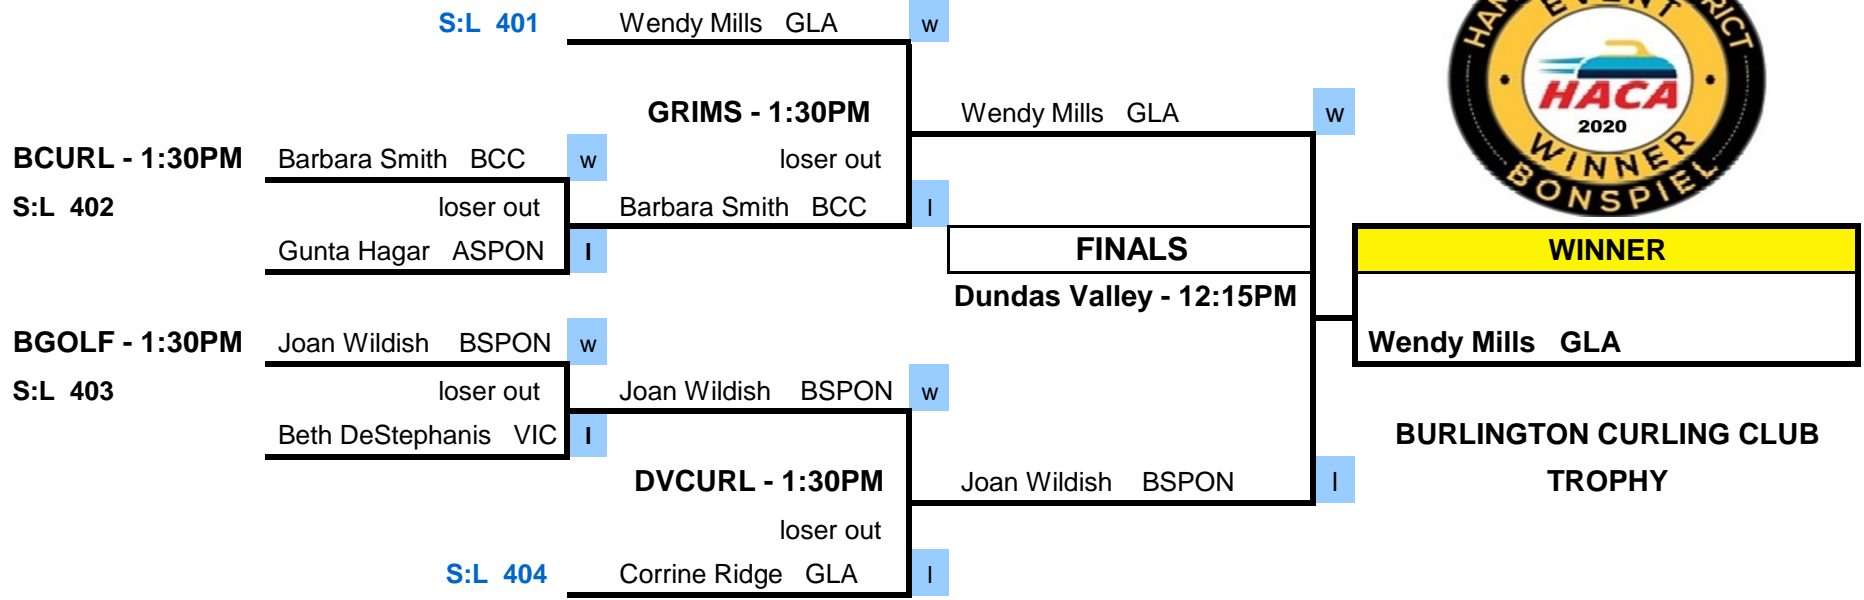 S:L 401 Wendy Mills GLA w
EVENT
HACA
2020
WINNER
BONSPIEL
GRIMS - 1:30PM Wendy Mills GLA w
BCURL - 1:30PM Barbara Smith BCC w loser out
S:L 402 loser out Barbara Smith BCC l
Gunta Hagar ASPON l FINALS WINNER
Dundas Valley - 12:15PM
BGOLF - 1:30PM Joan Wildish BSPON w Wendy Mills GLA
S:L 403 loser out Joan Wildish BSPON w
Beth DeStephanis VIC l BURLINGTON CURLING CLUB
DVCURL - 1:30PM Joan Wildish BSPON l TROPHY
loser out
S:L 404 Corrine Ridge GLA l